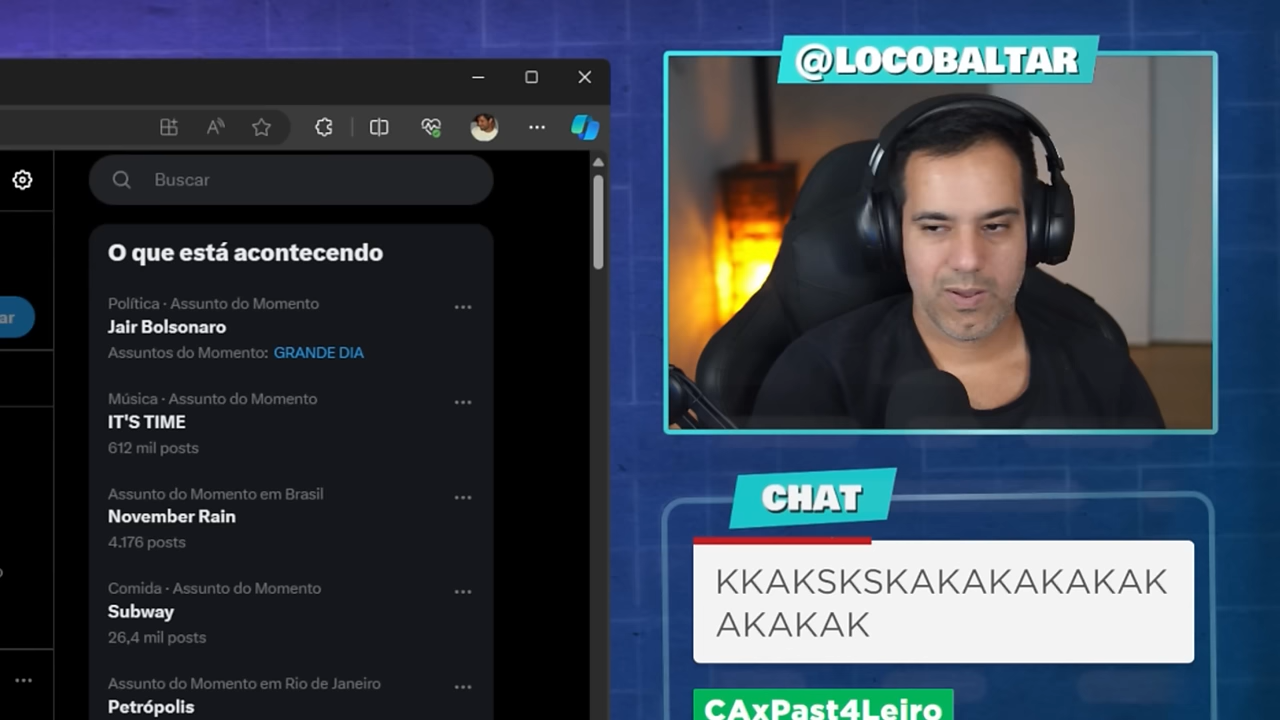 Buscar
O que está acontecendo
Política · Assunto do Momento
Jair Bolsonaro
Assuntos do Momento: GRANDE DIA
Música · Assunto do Momento
IT'S TIME
612 mil posts
Assunto do Momento em Brasil
November Rain
4.176 posts
Comida · Assunto do Momento
Subway
26,4 mil posts
Assunto do Momento em Rio de Janeiro
Petrópolis
ar
@LOCOBALTAR
CHAT
KKAKSKSKAKAKAKAKAK
AKAKAK
CAxPast4Leiro